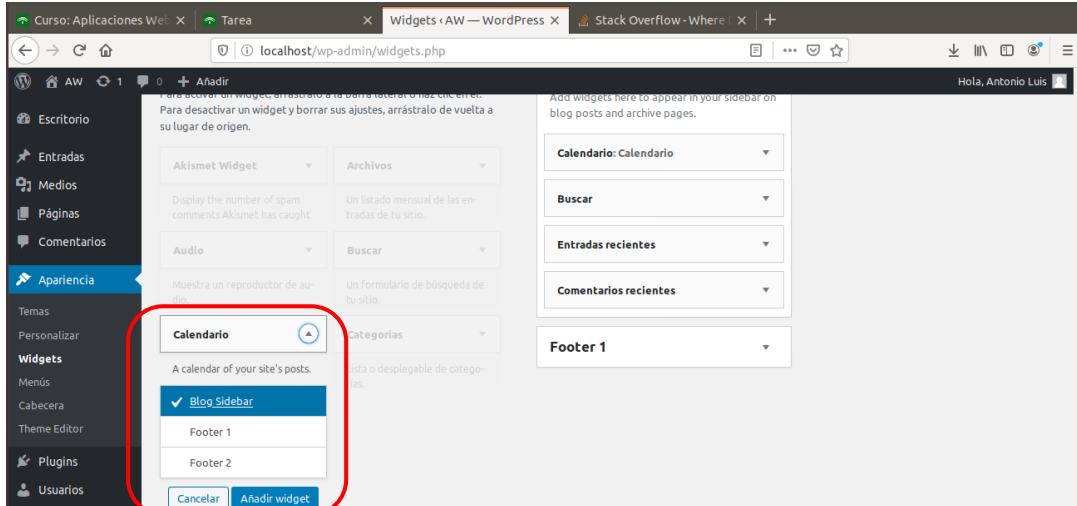 Curso: Aplicaciones Web
Tarea
Widgets ‹ AW — WordPress
Stack Overflow - Where
localhost/wp-admin/widgets.php
AW 1 0 + Añadir
Hola, Antonio Luis
Escritorio
Entradas
Medios
Páginas
Comentarios
Apariencia
Temas
Personalizar
Widgets
Menús
Cabecera
Theme Editor
Plugins
Usuarios
Para activar un widget, arrástralo a la barra lateral o haz clic en él.
Para desactivar un widget y borrar sus ajustes, arrástralo de vuelta a
su lugar de origen.
Akismet Widget
Display the number of spam
comments Akismet has caught
Archivos
Un listado mensual de las en-
tradas de tu sitio.
Audio
Muestra un reproductor de au-
dio.
Buscar
Un formulario de búsqueda de
tu sitio.
Calendario
A calendar of your site's posts.
Blog Sidebar
Footer 1
Footer 2
Cancelar
Añadir widget
Categorías
Lista o desplegable de catego-
rías.
Add widgets here to appear in your sidebar on
blog posts and archive pages.
Calendario: Calendario
Buscar
Entradas recientes
Comentarios recientes
Footer 1